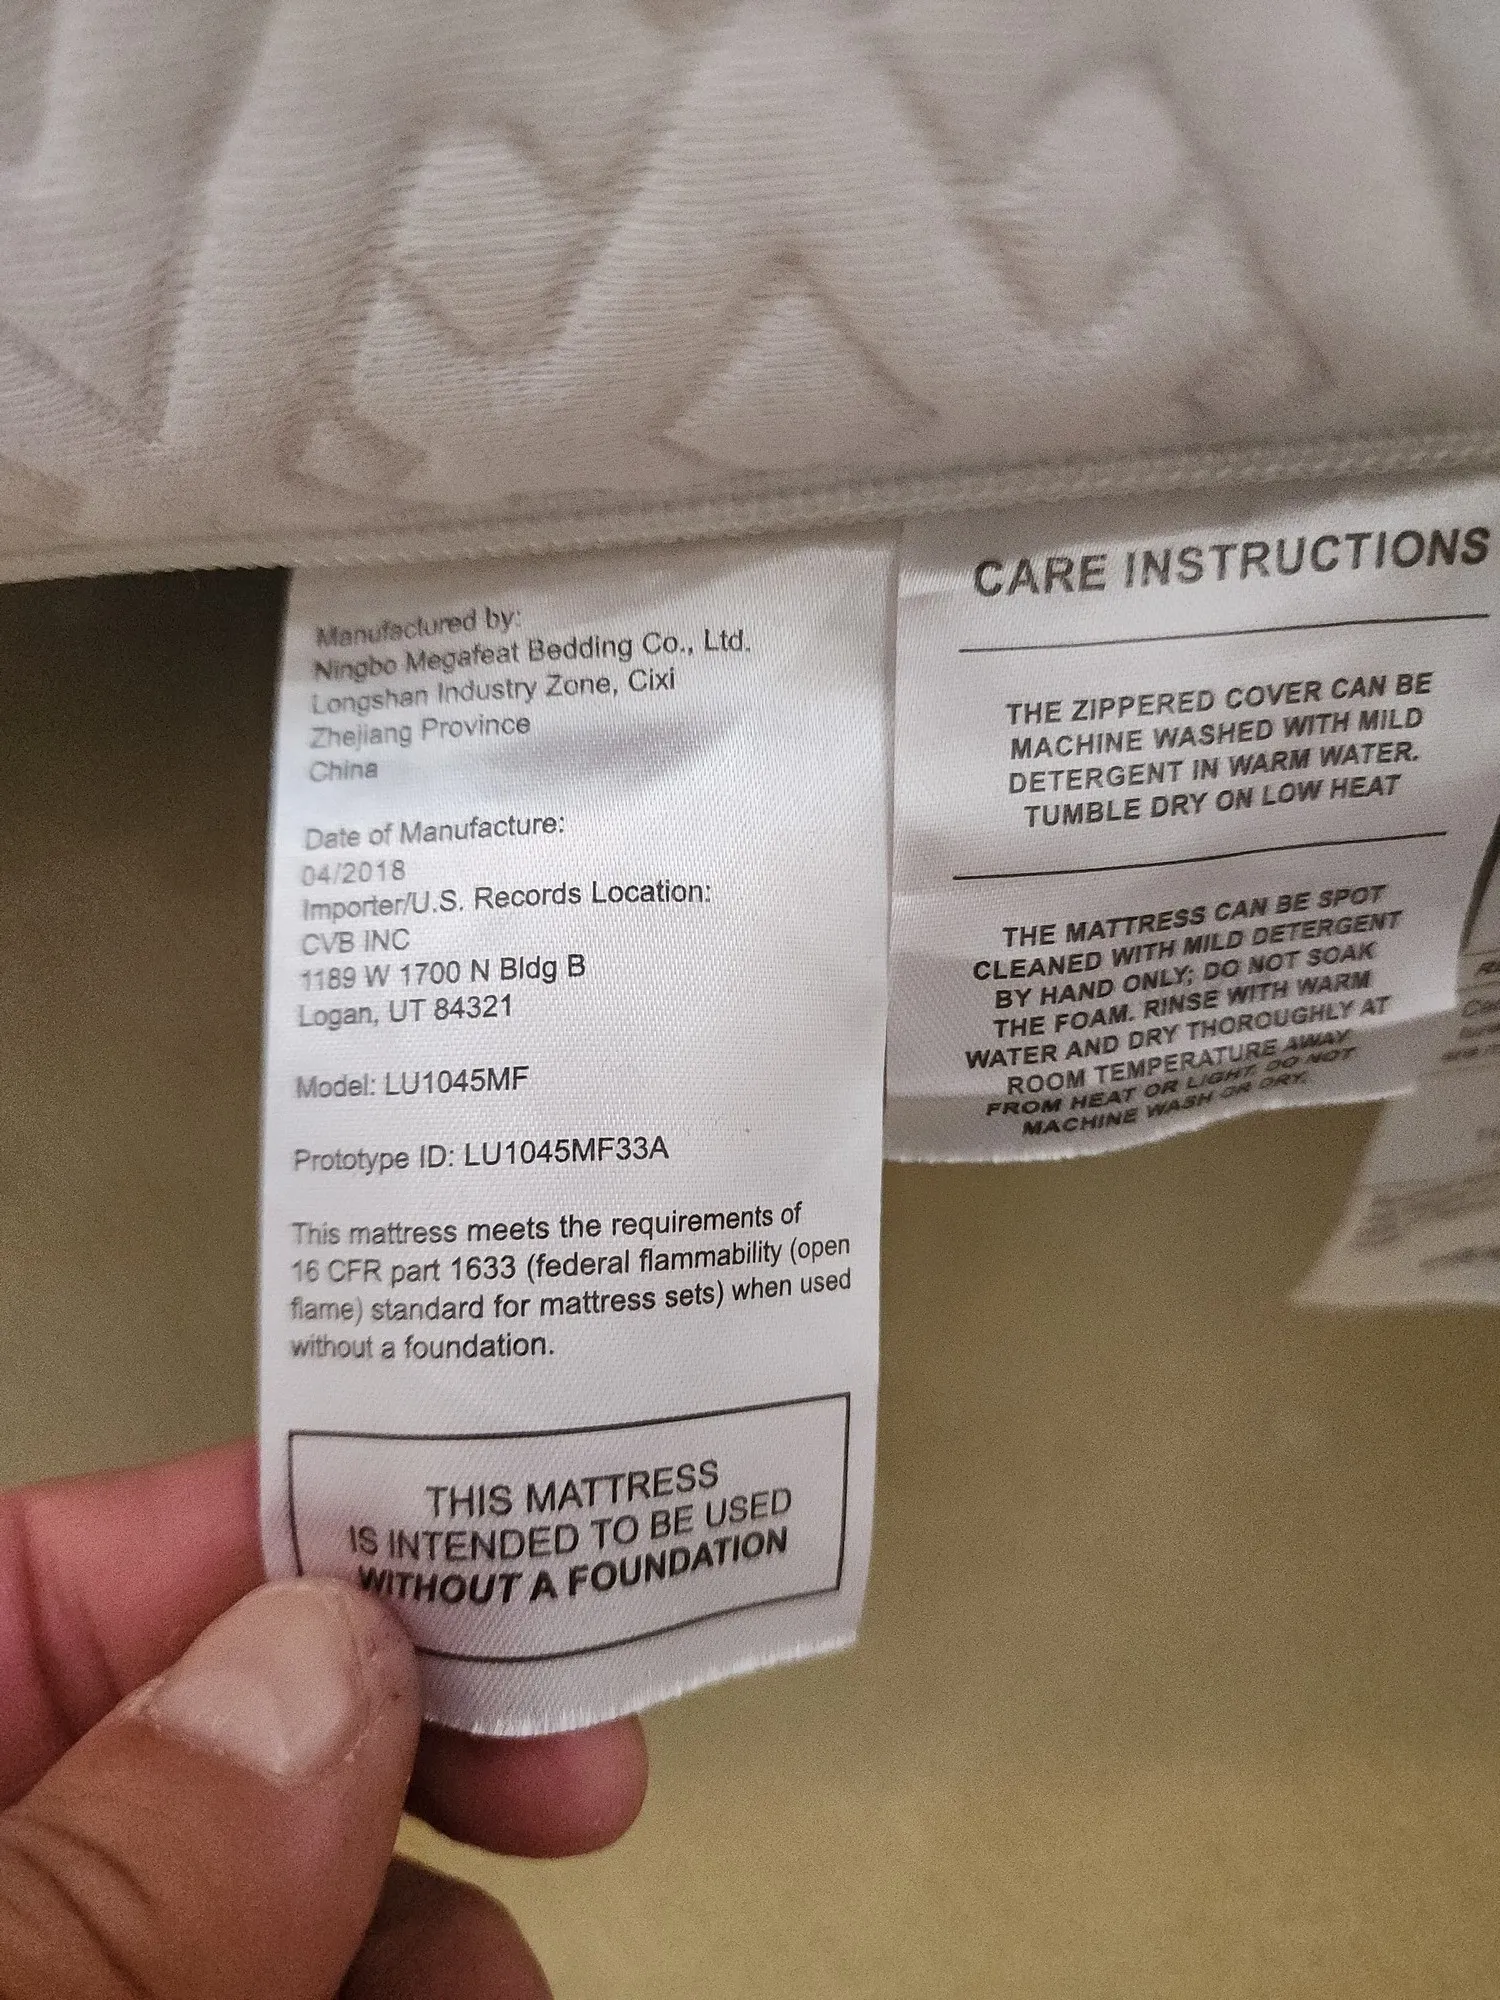 Manufactured by:
Ningbo Megafeat Bedding Co., Ltd.
Longshan Industry Zone, Cixi
Zhejiang Province
China
Date of Manufacture:
04/2018
Importer/U.S. Records Location:
CVB INC
1189 W 1700 N Bldg B
Logan, UT 84321
Model: LU1045MF
Prototype ID: LU1045MF33A
This mattress meets the requirements of
16 CFR part 1633 (federal flammability (open
flame) standard for mattress sets) when used
without a foundation.
THIS MATTRESS
IS INTENDED TO BE USED
WITHOUT A FOUNDATION
CARE INSTRUCTIONS
THE ZIPPERED COVER CAN BE
MACHINE WASHED WITH MILD
DETERGENT IN WARM WATER.
TUMBLE DRY ON LOW HEAT
THE MATTRESS CAN BE SPOT
CLEANED WITH MILD DETERGENT
BY HAND ONLY; DO NOT SOAK
THE FOAM. RINSE WITH WARM
WATER AND DRY THOROUGHLY AT
ROOM TEMPERATURE AWAY
FROM HEAT OR LIGHT. DO NOT
MACHINE WASH OR DRY.